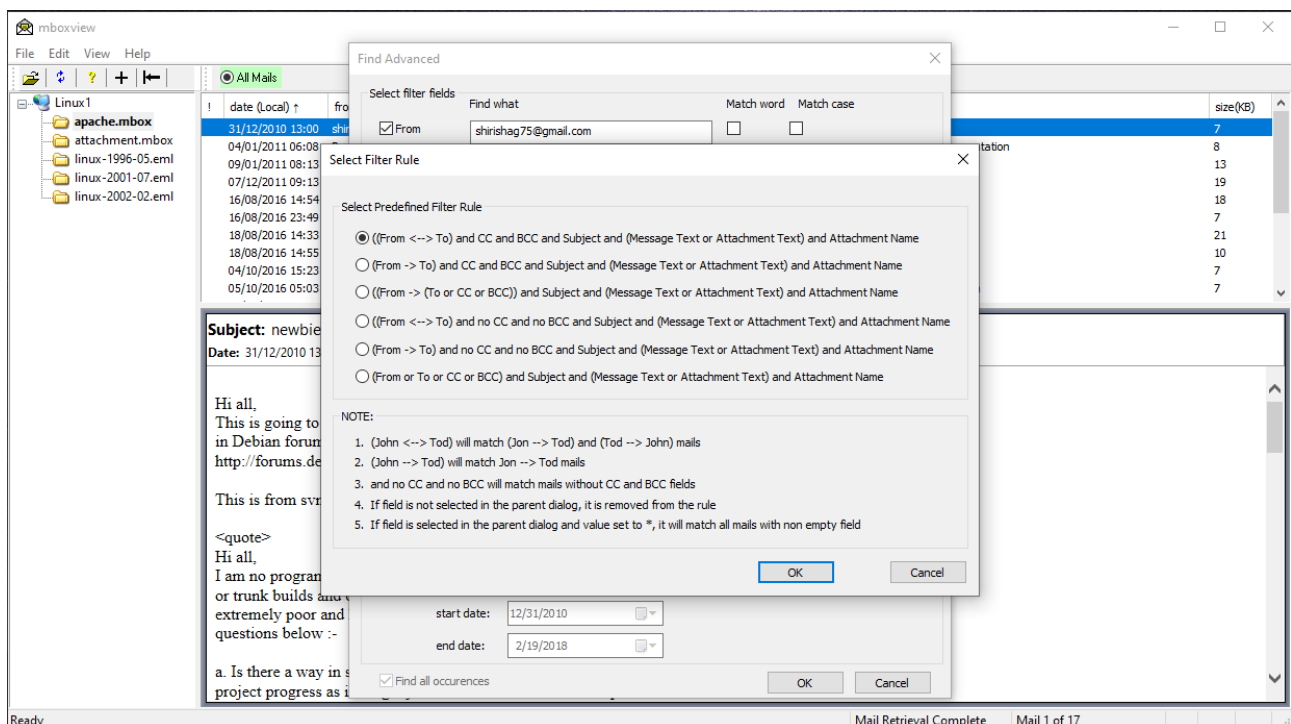 mboxview
File Edit View Help
All Mails
Linux1
apache.mbox
attachment.mbox
linux-1996-05.eml
linux-2001-07.eml
linux-2002-02.eml
! date (Local) ↑ fro size(KB)
31/12/2010 13:00 shir 7
04/01/2011 06:08 tation 8
09/01/2011 08:13 13
07/12/2011 09:13 19
16/08/2016 14:54 18
16/08/2016 23:49 7
18/08/2016 14:33 21
18/08/2016 14:55 10
04/10/2016 15:23 7
05/10/2016 05:03 7
Subject: newbie
Date: 31/12/2010 13
Hi all,
This is going to
in Debian forum
http://forums.de
This is from svn
<quote>
Hi all,
I am no program
or trunk builds and
extremely poor and
questions below :-
a. Is there a way in s
project progress as i
Find Advanced
Select filter fields
Find what Match word Match case
From shirishag75@gmail.com
Select Filter Rule
Select Predefined Filter Rule
((From <--> To) and CC and BCC and Subject and (Message Text or Attachment Text) and Attachment Name
(From -> To) and CC and BCC and Subject and (Message Text or Attachment Text) and Attachment Name
((From -> (To or CC or BCC)) and Subject and (Message Text or Attachment Text) and Attachment Name
((From <--> To) and no CC and no BCC and Subject and (Message Text or Attachment Text) and Attachment Name
(From -> To) and no CC and no BCC and Subject and (Message Text or Attachment Text) and Attachment Name
(From or To or CC or BCC) and Subject and (Message Text or Attachment Text) and Attachment Name
NOTE:
1. (John <--> Tod) will match (Jon --> Tod) and (Tod --> John) mails
2. (John --> Tod) will match Jon --> Tod mails
3. and no CC and no BCC will match mails without CC and BCC fields
4. If field is not selected in the parent dialog, it is removed from the rule
5. If field is selected in the parent dialog and value set to *, it will match all mails with non empty field
OK Cancel
start date: 12/31/2010
end date: 2/19/2018
Find all occurences
OK Cancel
Ready Mail Retrieval Complete Mail 1 of 17